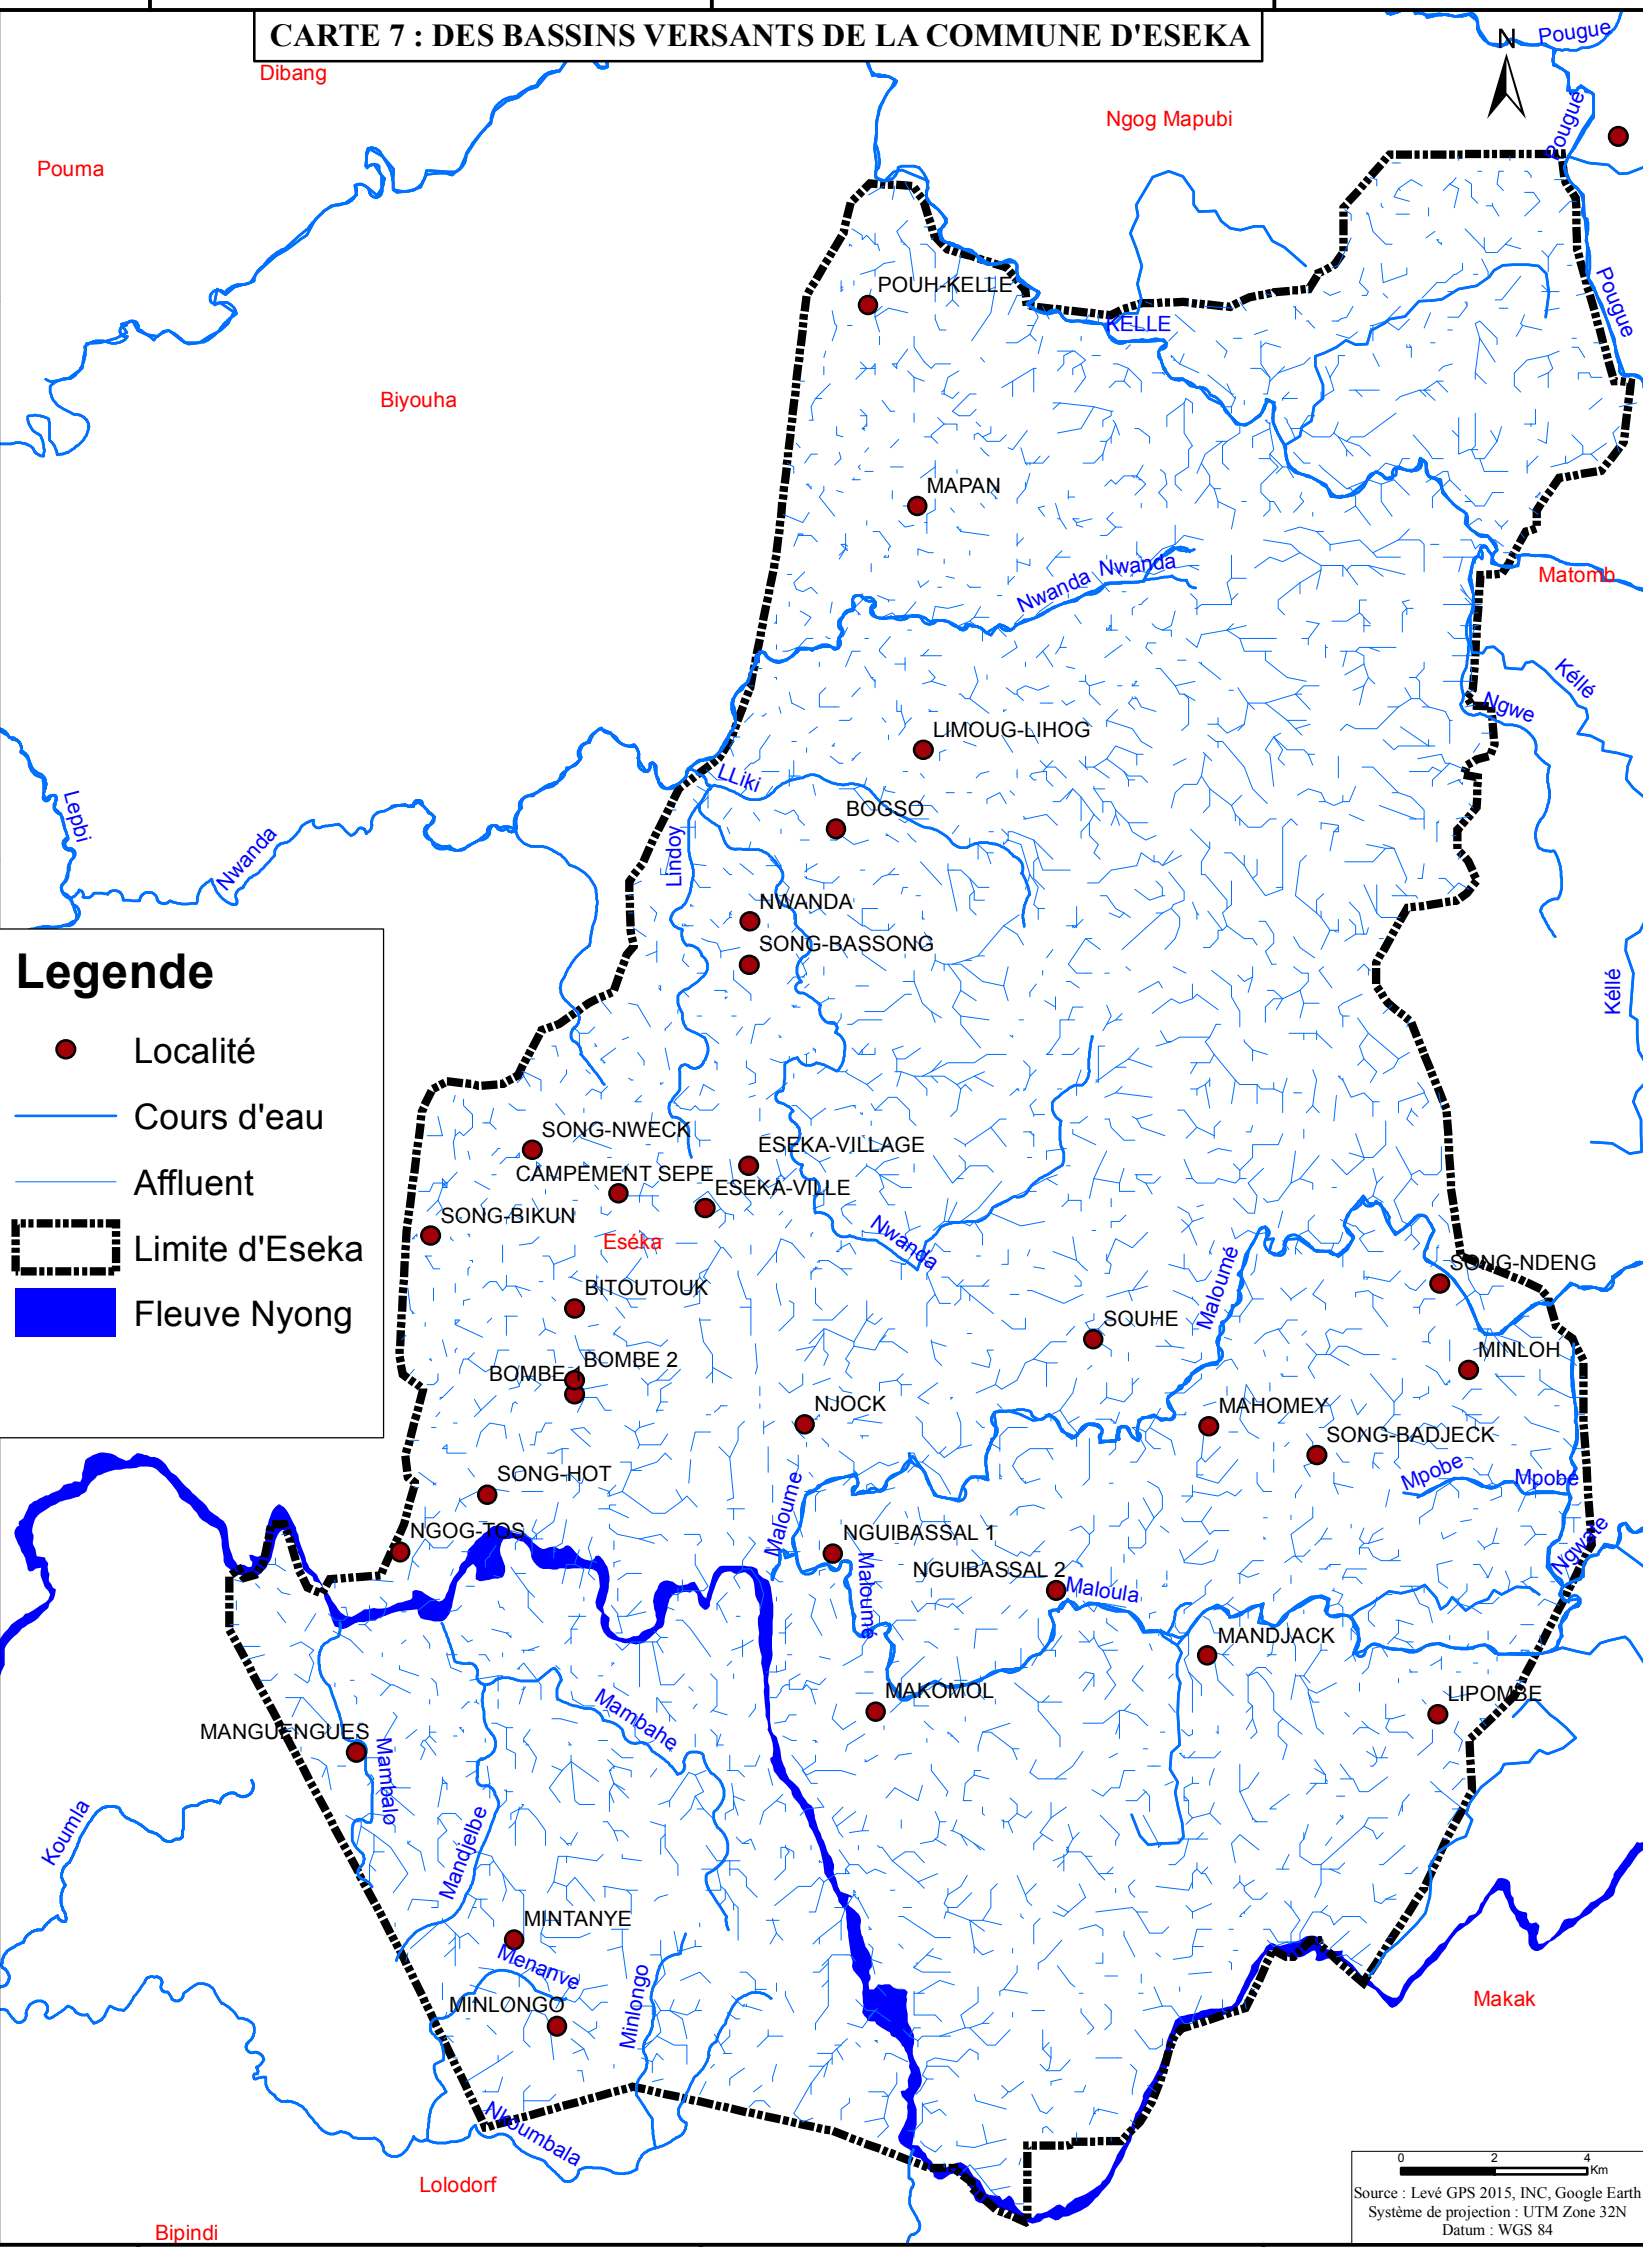 CARTE 7 : DES BASSINS VERSANTS DE LA COMMUNE D'ESEKA
N
Pougue
Dibang
Ngog Mapubi
Pougué
Pouma
POUH-KELLE
Pougue
KELLE
Biyouha
MAPAN
Nwanda
Nwanda
Matomb
Kéllé
Ngwe
LIMOUG-LIHOG
LLiki
Lepbi
BOGSO
Nwanda
Lindoy
NWANDA
SONG-BASSONG
Kéllé
Legende
Localité
Cours d'eau
Affluent
Limite d'Eseka
Fleuve Nyong
SONG-NWECK
ESEKA-VILLAGE
CAMPEMENT SEPE
ESEKA-VILLE
SONG-BIKUN
Eséka
Nwanda
Maloumé
SONG-NDENG
BITOUTOUK
SOUHE
MINLOH
BOMBE 2
BOMBE 1
NJOCK
MAHOMEY
SONG-BADJECK
SONG-HOT
Mpobe
Mpobe
Maloume
NGOG-TOS
NGUIBASSAL 1
Ngwate
Maloumé
NGUIBASSAL 2
Maloula
MANDJACK
MAKOMOL
LIPOMBE
Mambahe
MANGUENGUES
Mambalo
Koumla
Mandjelbe
MINTANYE
Menanve
MINLONGO
Minlongo
Makak
Nkoumbala
Lolodorf
Bipindi
0 2 4
Km
Source : Levé GPS 2015, INC, Google Earth
Système de projection : UTM Zone 32N
Datum : WGS 84